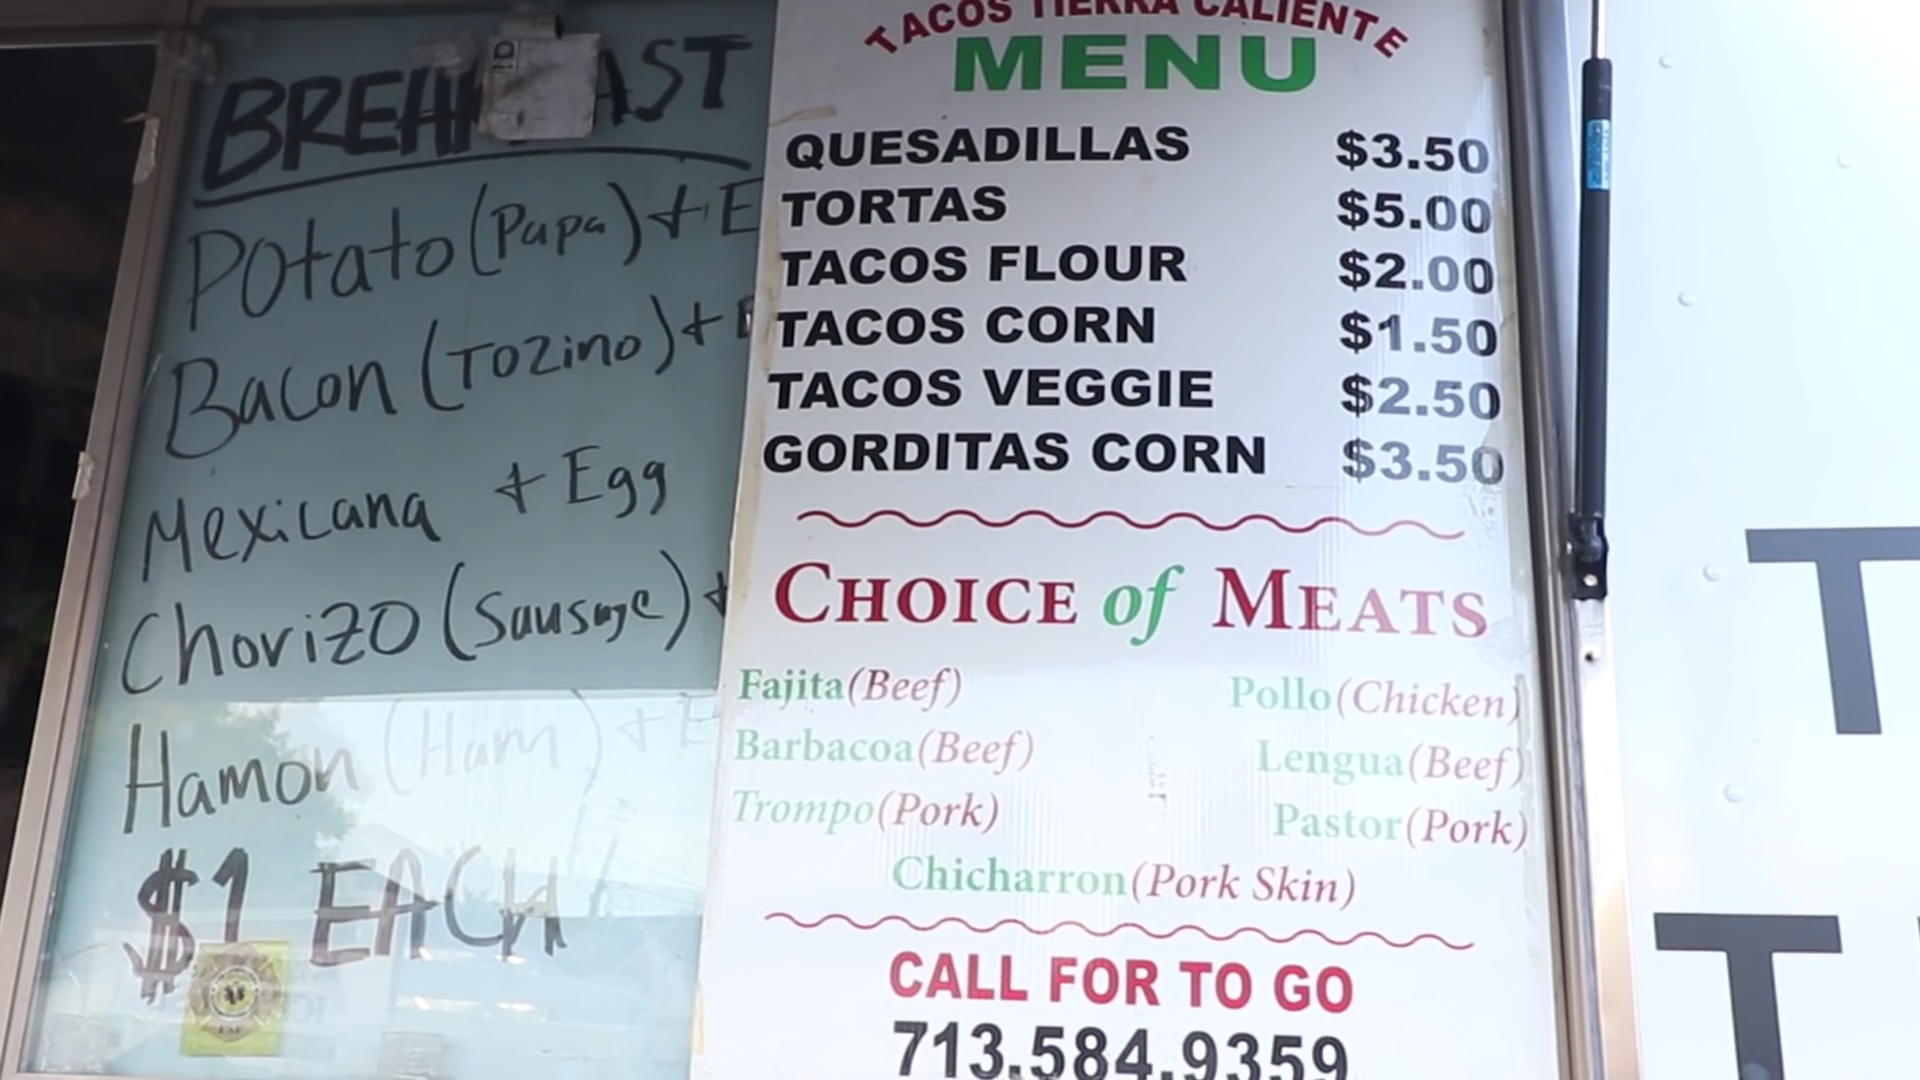 BREAKFAST
Potato (Papa) + E
Bacon (Tozino) +
Mexicana + Egg
Chorizo (Sausage) +
Hamon (Ham) + E
$1 EACH
TACOS TIERRA CALIENTE
MENU
QUESADILLAS $3.50
TORTAS $5.00
TACOS FLOUR $2.00
TACOS CORN $1.50
TACOS VEGGIE $2.50
GORDITAS CORN $3.50
CHOICE of MEATS
Fajita (Beef) Pollo (Chicken)
Barbacoa (Beef) Lengua (Beef)
Trompo (Pork) Pastor (Pork)
Chicharron (Pork Skin)
CALL FOR TO GO
713.584.9359
T
T